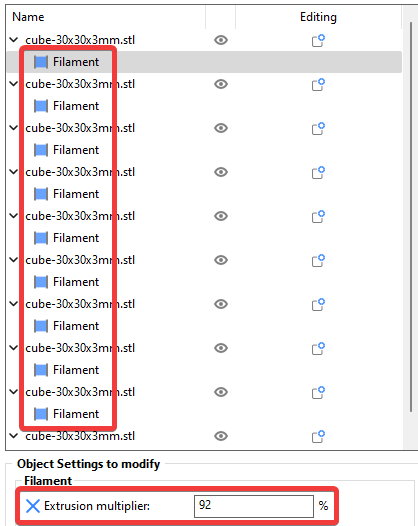 Name Editing
cube-30x30x3mm.stl
Filament
cube-30x30x3mm.stl
Filament
cube-30x30x3mm.stl
Filament
cube-30x30x3mm.stl
Filament
cube-30x30x3mm.stl
Filament
cube-30x30x3mm.stl
Filament
cube-30x30x3mm.stl
Filament
cube-30x30x3mm.stl
Filament
cube-30x30x3mm.stl
Filament
cube-30x30x3mm.stl
Object Settings to modify
Filament
Extrusion multiplier: 92 %